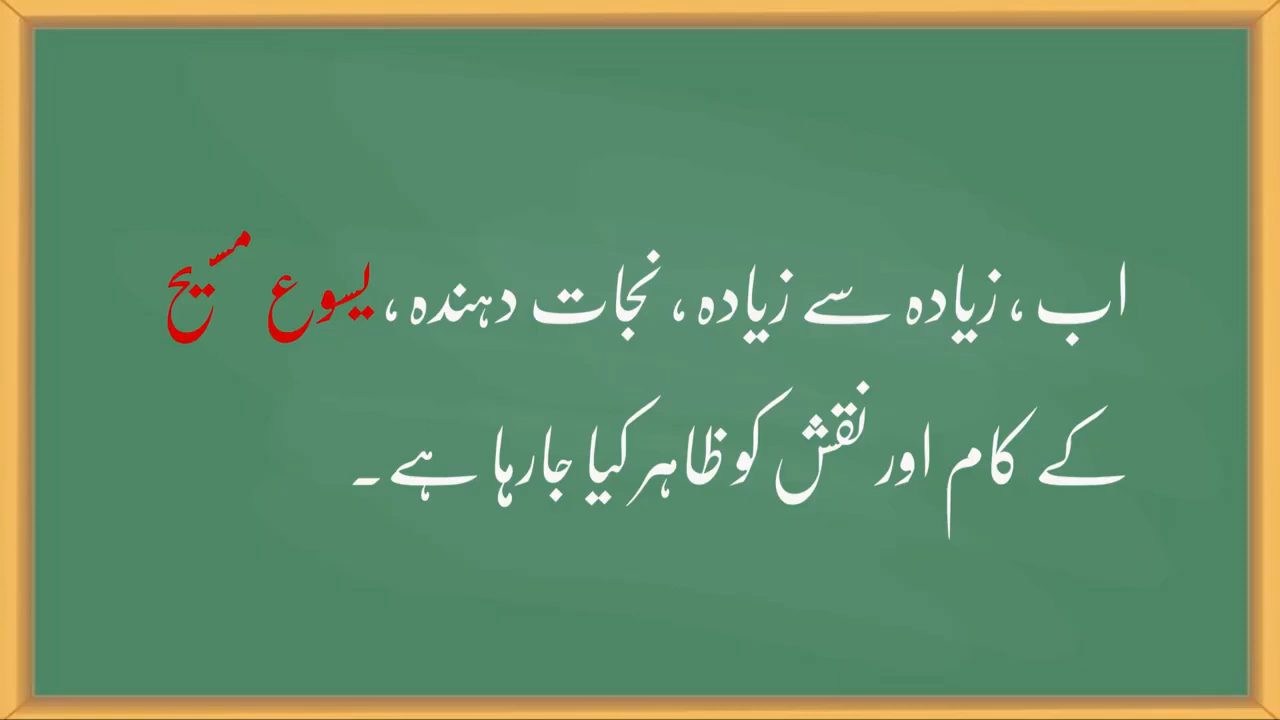 اب، زیادہ سے زیادہ، نجات دہندہ، یسوع مسیح
کے کام اور نقش کو ظاہر کیا جارہا ہے۔